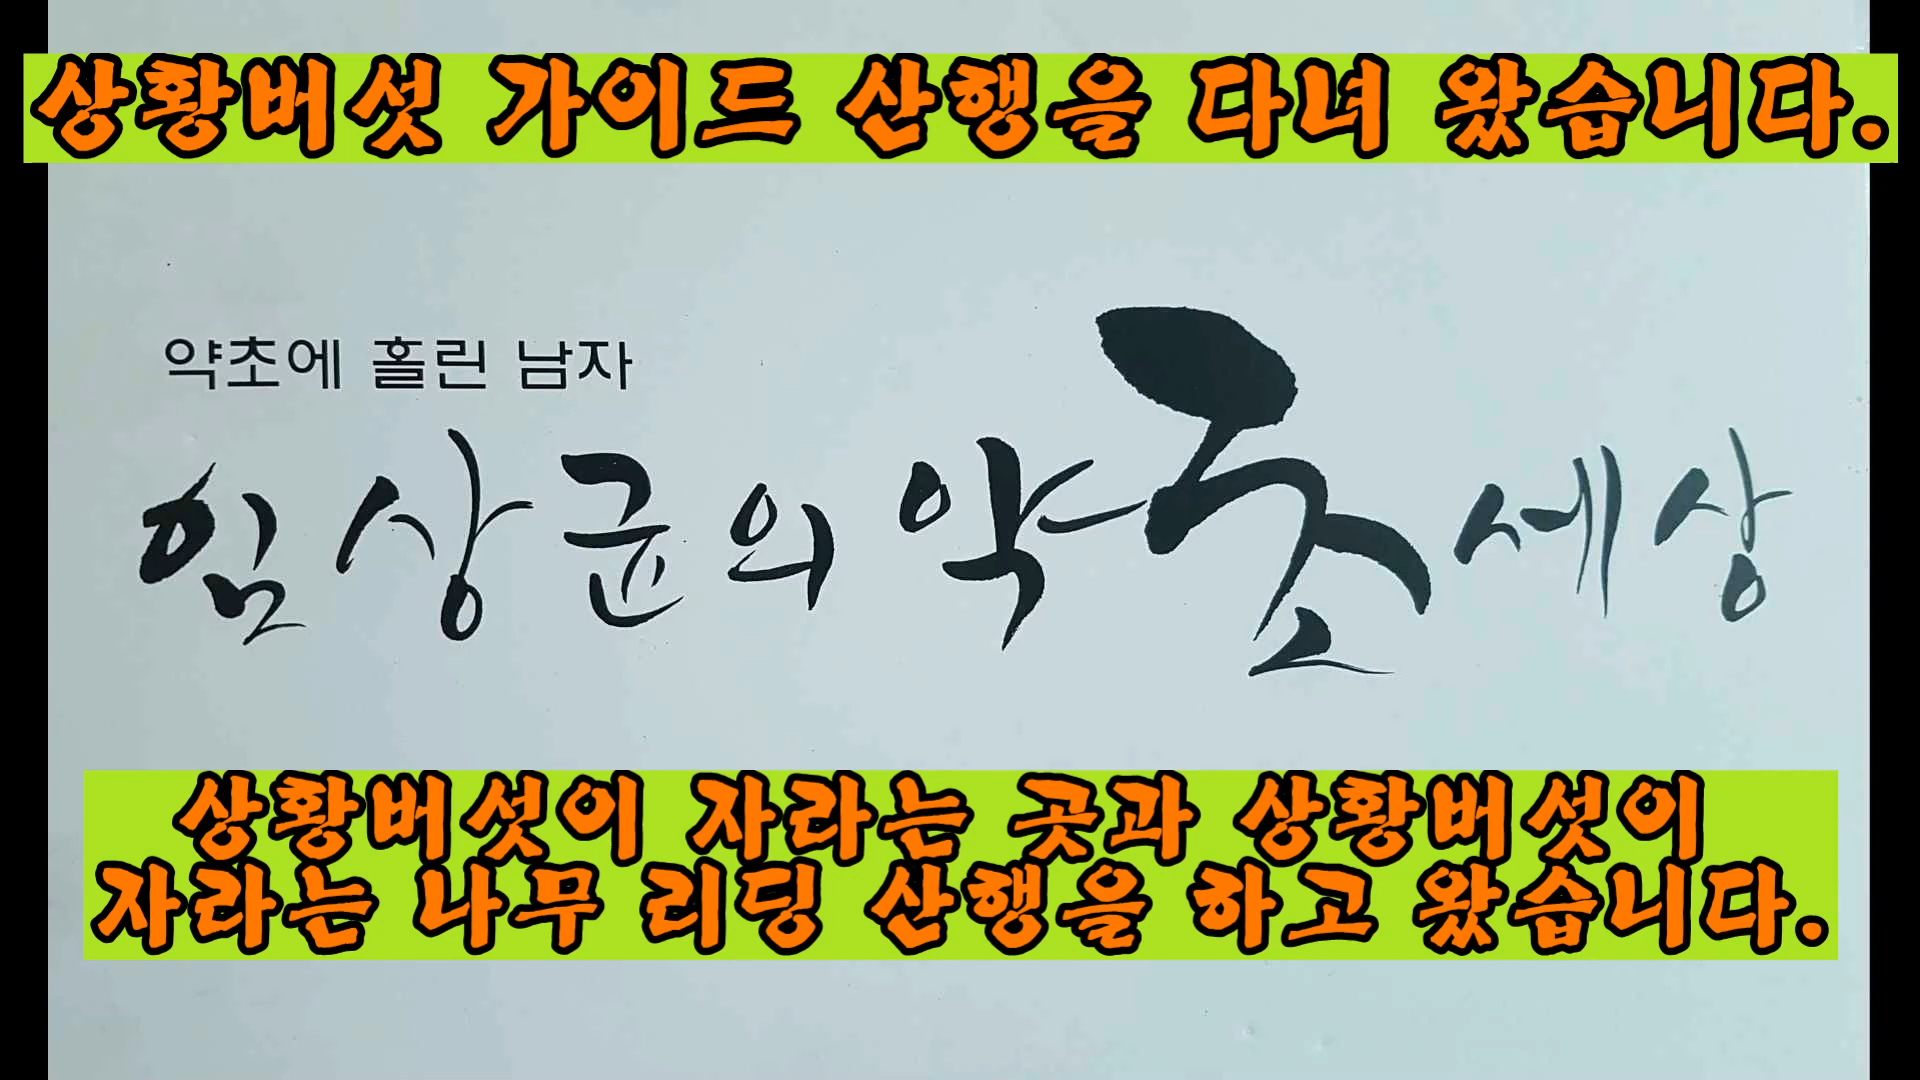 상황버섯 가이드 산행을 다녀 왔습니다.
약초에 홀린 남자
임상균의 약초세상
상황버섯이 자라는 곳과 상황버섯이
자라는 나무 리딩 산행을 하고 왔습니다.